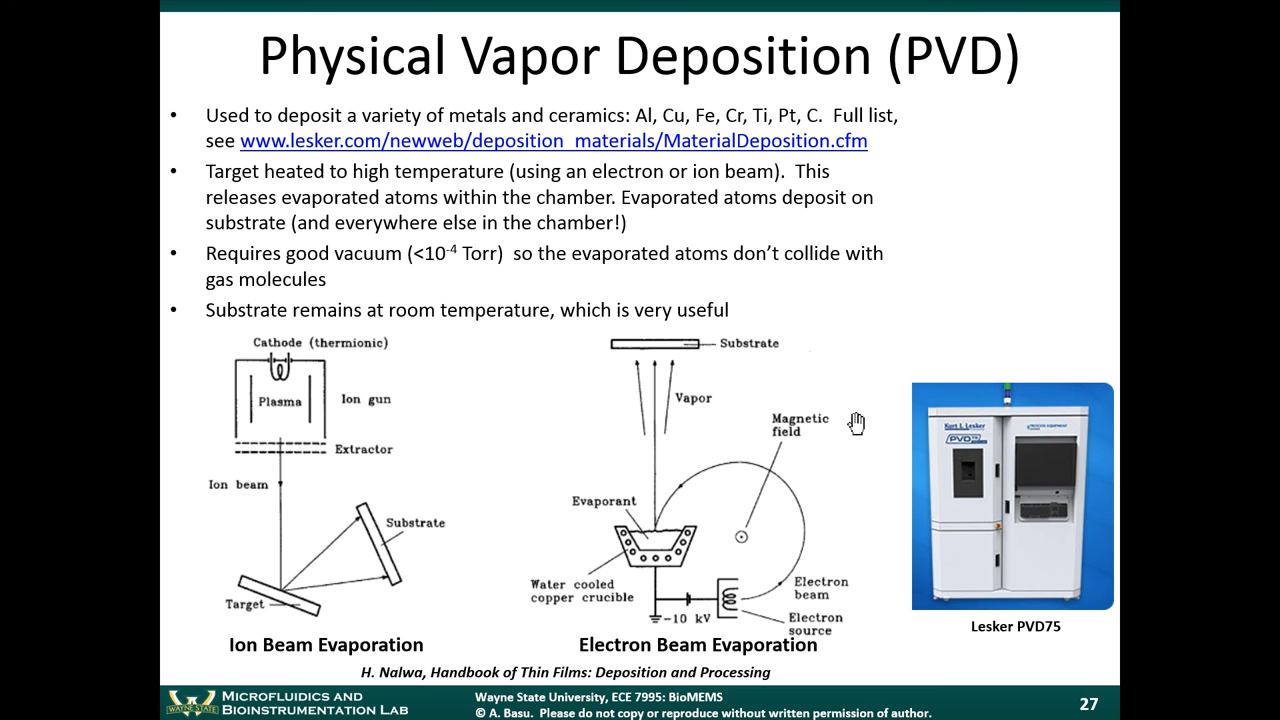 Physical Vapor Deposition (PVD)
• Used to deposit a variety of metals and ceramics: Al, Cu, Fe, Cr, Ti, Pt, C.  Full list,
see www.lesker.com/newweb/deposition_materials/MaterialDeposition.cfm
• Target heated to high temperature (using an electron or ion beam).  This
releases evaporated atoms within the chamber. Evaporated atoms deposit on
substrate (and everywhere else in the chamber!)
• Requires good vacuum (<10⁻⁴ Torr)  so the evaporated atoms don’t collide with
gas molecules
• Substrate remains at room temperature, which is very useful
Cathode (thermionic)
Plasma
Ion gun
Extractor
Ion beam
Substrate
Target
Ion Beam Evaporation
Substrate
Vapor
Magnetic
field
Evaporant
Water cooled
copper crucible
Electron
beam
-10 kV
Electron
source
Electron Beam Evaporation
Kurt J. Lesker
PVD75
Lesker PVD75
H. Nalwa, Handbook of Thin Films: Deposition and Processing
WAYNE STATE
MICROFLUIDICS AND
BIOINSTRUMENTATION LAB
Wayne State University, ECE 7995: BioMEMS
© A. Basu.  Please do not copy or reproduce without written permission of author.
27